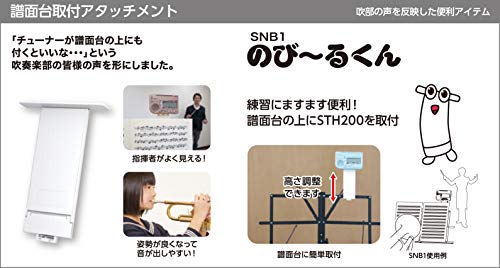 譜面台取付アタッチメント
吹部の声を反映した便利アイテム
「チューナーが譜面台の上にも
付くといいな・・・」という
吹奏楽部の皆様の声を形にしました。
指揮者がよく見える!
姿勢が良くなって
音が出しやすい!
SNB1
のび～るくん
練習にますます便利!
譜面台の上にSTH200を取付
高さ調整
できます
譜面台に簡単取付
SNB1使用例